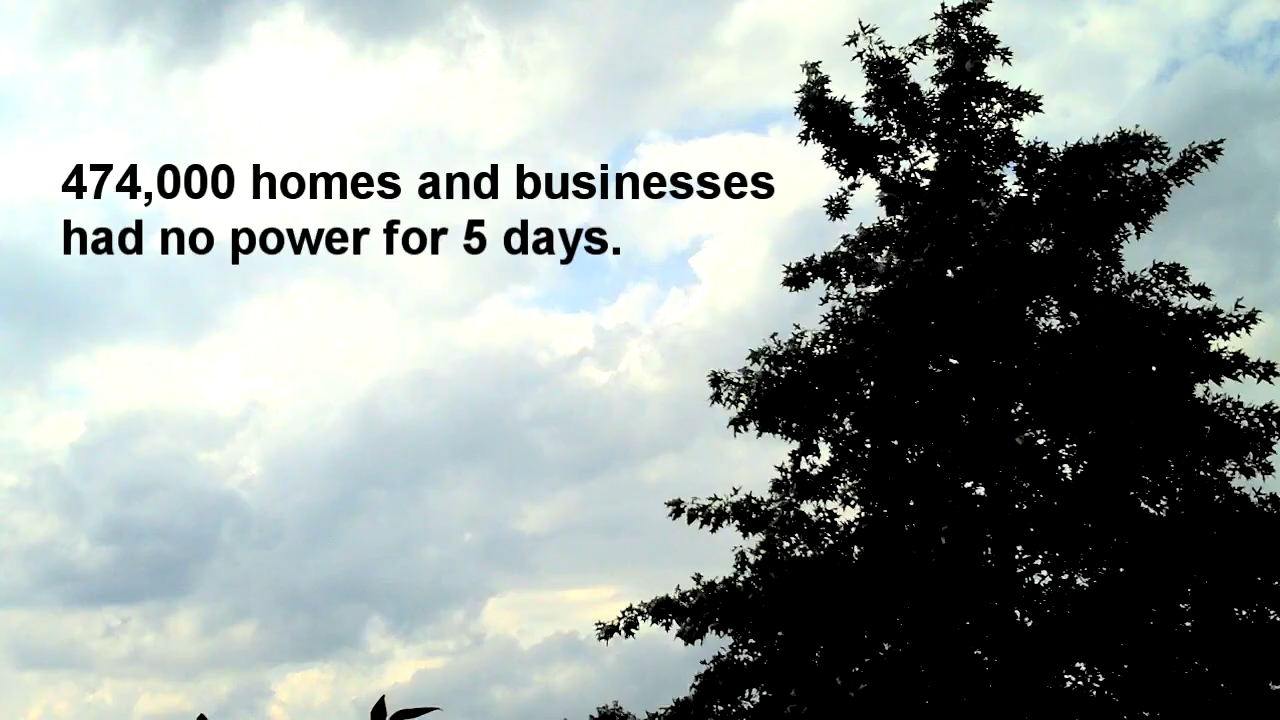 474,000 homes and businesses
had no power for 5 days.